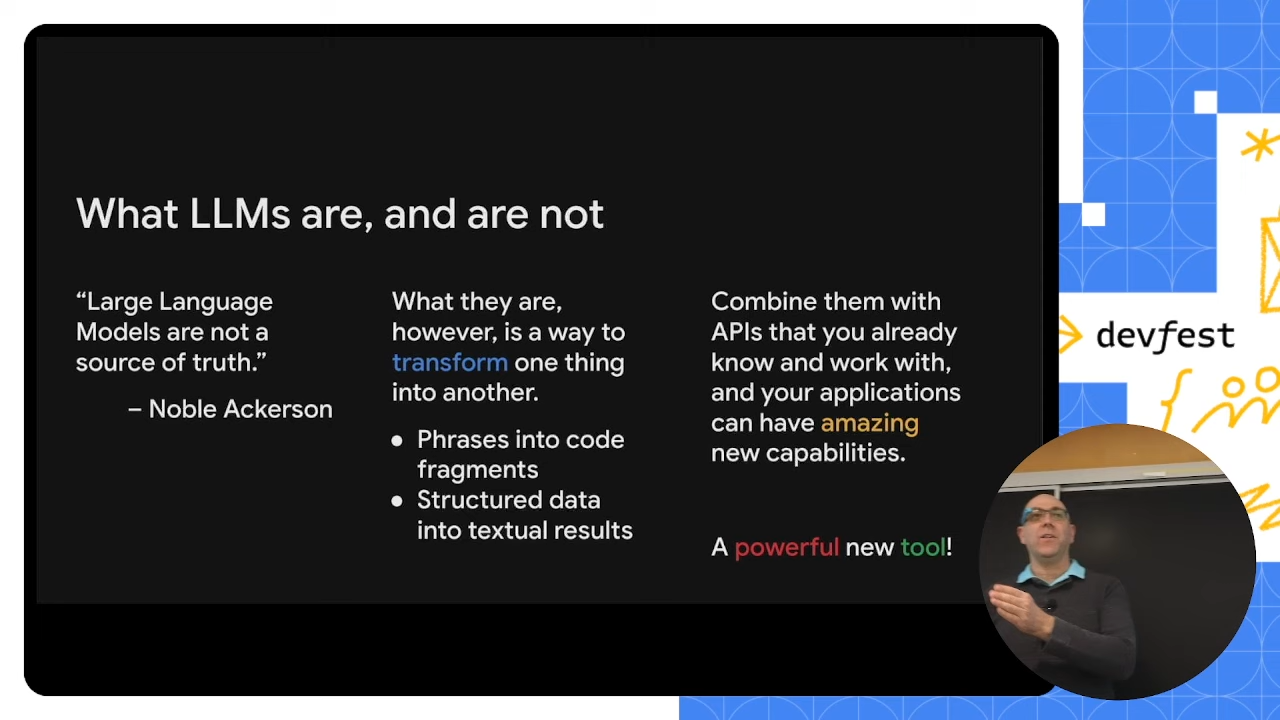 What LLMs are, and are not
“Large Language
Models are not a
source of truth.”
– Noble Ackerson
What they are,
however, is a way to
transform one thing
into another.
● Phrases into code
fragments
● Structured data
into textual results
Combine them with
APIs that you already
know and work with,
and your applications
can have amazing
new capabilities.
A powerful new tool!
devfest